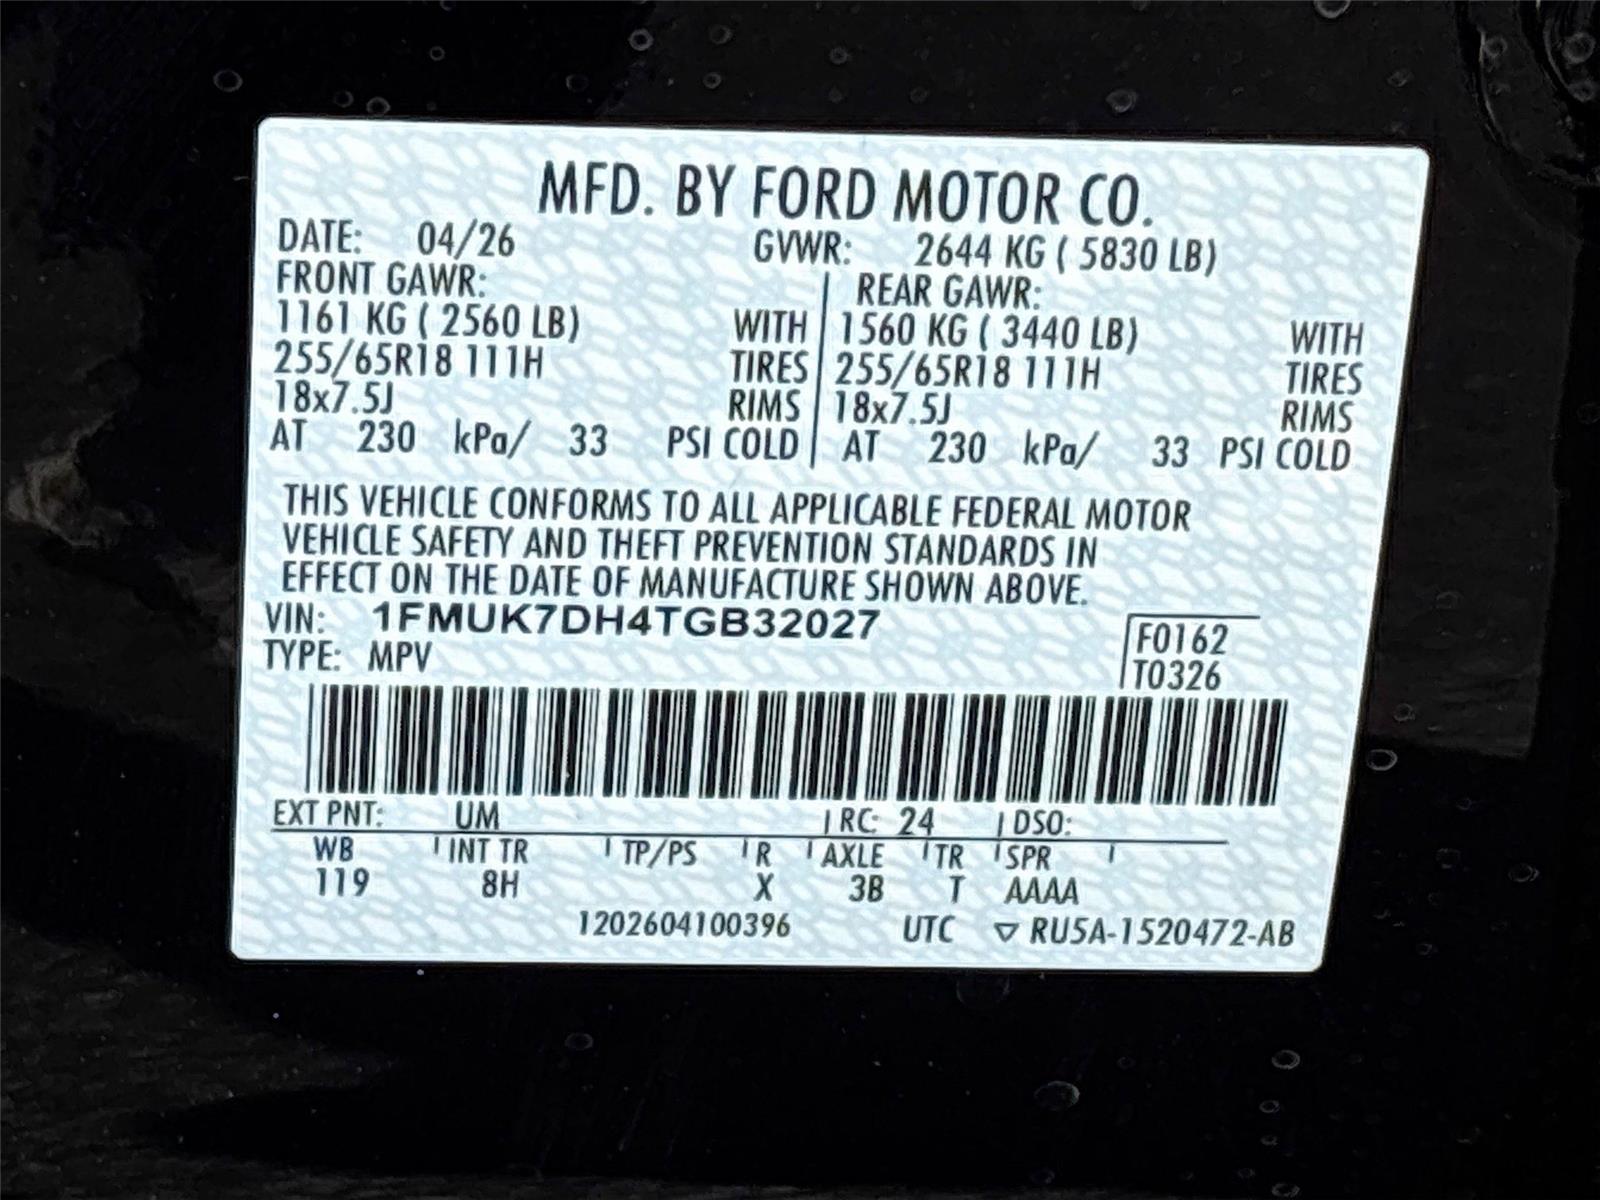 MFD. BY FORD MOTOR CO.
DATE: 04/26 GVWR: 2644 KG ( 5830 LB)
FRONT GAWR: REAR GAWR:
1161 KG ( 2560 LB) WITH 1560 KG ( 3440 LB) WITH
255/65R18 111H TIRES 255/65R18 111H TIRES
18x7.5J RIMS 18x7.5J RIMS
AT 230 kPa/ 33 PSI COLD AT 230 kPa/ 33 PSI COLD
THIS VEHICLE CONFORMS TO ALL APPLICABLE FEDERAL MOTOR
VEHICLE SAFETY AND THEFT PREVENTION STANDARDS IN
EFFECT ON THE DATE OF MANUFACTURE SHOWN ABOVE.
VIN: 1FMUK7DH4TGB32027
TYPE: MPV
F0162
T0326
EXT PNT: UM RC: 24 DSO:
WB INT TR TP/PS R AXLE TR SPR
119 8H X 3B T AAAA
1202604100396 UTC ▽ RU5A-1520472-AB